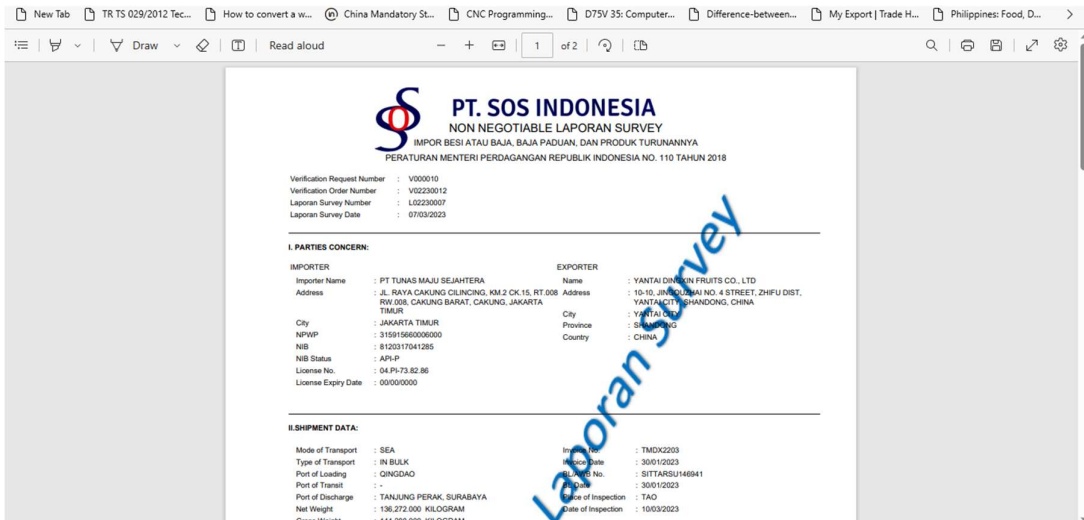 New Tab
TR TS 029/2012 Tec...
How to convert a w...
China Mandatory St...
CNC Programming...
D75V 35: Computer...
Difference-between...
My Export | Trade H...
Philippines: Food, D...
Draw
Read aloud
1 of 2
SOS
PT. SOS INDONESIA
NON NEGOTIABLE LAPORAN SURVEY
IMPOR BESI ATAU BAJA, BAJA PADUAN, DAN PRODUK TURUNANNYA
PERATURAN MENTERI PERDAGANGAN REPUBLIK INDONESIA NO. 110 TAHUN 2018
Verification Request Number : V000010
Verification Order Number : V02230012
Laporan Survey Number : L02230007
Laporan Survey Date : 07/03/2023
Laporan Survey
I. PARTIES CONCERN:
IMPORTER
Importer Name : PT TUNAS MAJU SEJAHTERA
Address : JL. RAYA CAKUNG CILINCING, KM.2 CK.15, RT.008
RW.008, CAKUNG BARAT, CAKUNG, JAKARTA
TIMUR
City : JAKARTA TIMUR
NPWP : 315915660006000
NIB : 8120317041285
NIB Status : API-P
License No. : 04.PI-73.82.86
License Expiry Date : 00/00/0000
EXPORTER
Name : YANTAI DINGXIN FRUITS CO., LTD
Address : 10-10, JINGOUZHAI NO. 4 STREET, ZHIFU DIST,
YANTAI CITY, SHANDONG, CHINA
City : YANTAI CITY
Province : SHANDONG
Country : CHINA
II.SHIPMENT DATA:
Mode of Transport : SEA
Type of Transport : IN BULK
Port of Loading : QINGDAO
Port of Transit : -
Port of Discharge : TANJUNG PERAK, SURABAYA
Net Weight : 136,272.000 KILOGRAM
Invoice No. : TMDX2203
Invoice Date : 30/01/2023
BL/AWB No. : SITTARSU146941
BL Date : 30/01/2023
Place of Inspection : TAO
Date of Inspection : 10/03/2023